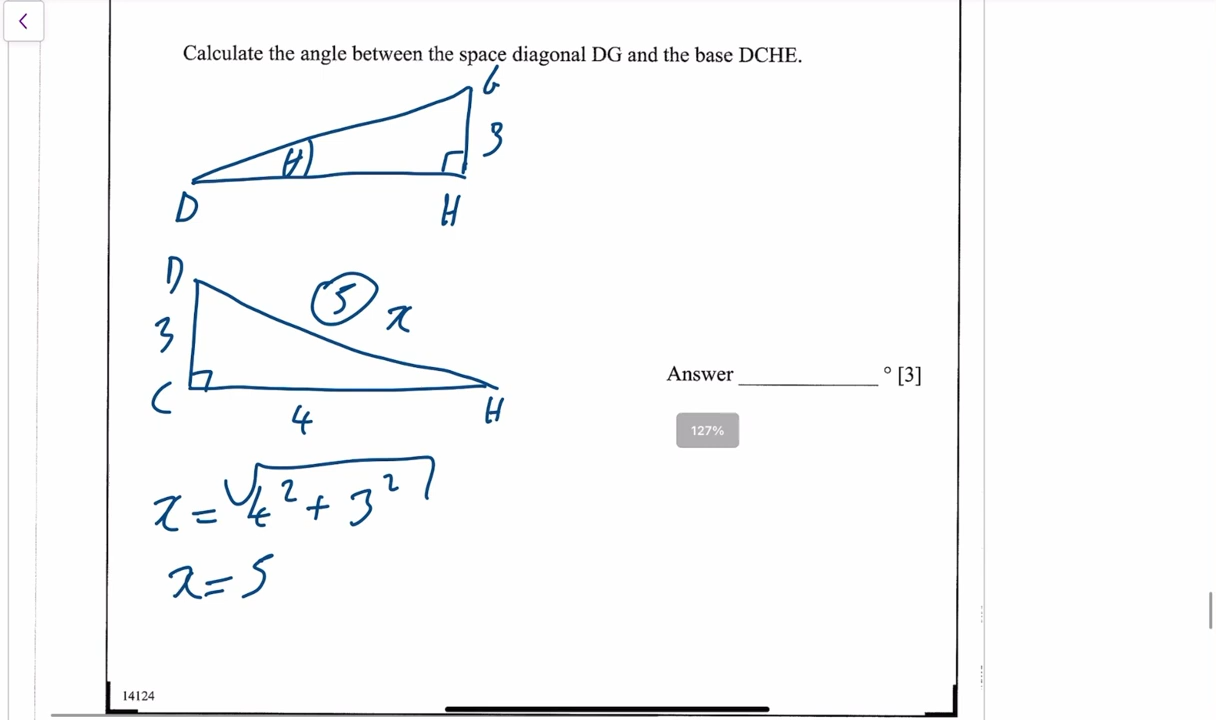 Calculate the angle between the space diagonal DG and the base DCHE.
G
θ
3
D
H
D
5
x
3
C
4
H
Answer ____________ ° [3]
127%
x = √4² + 3²
x = 5
14124